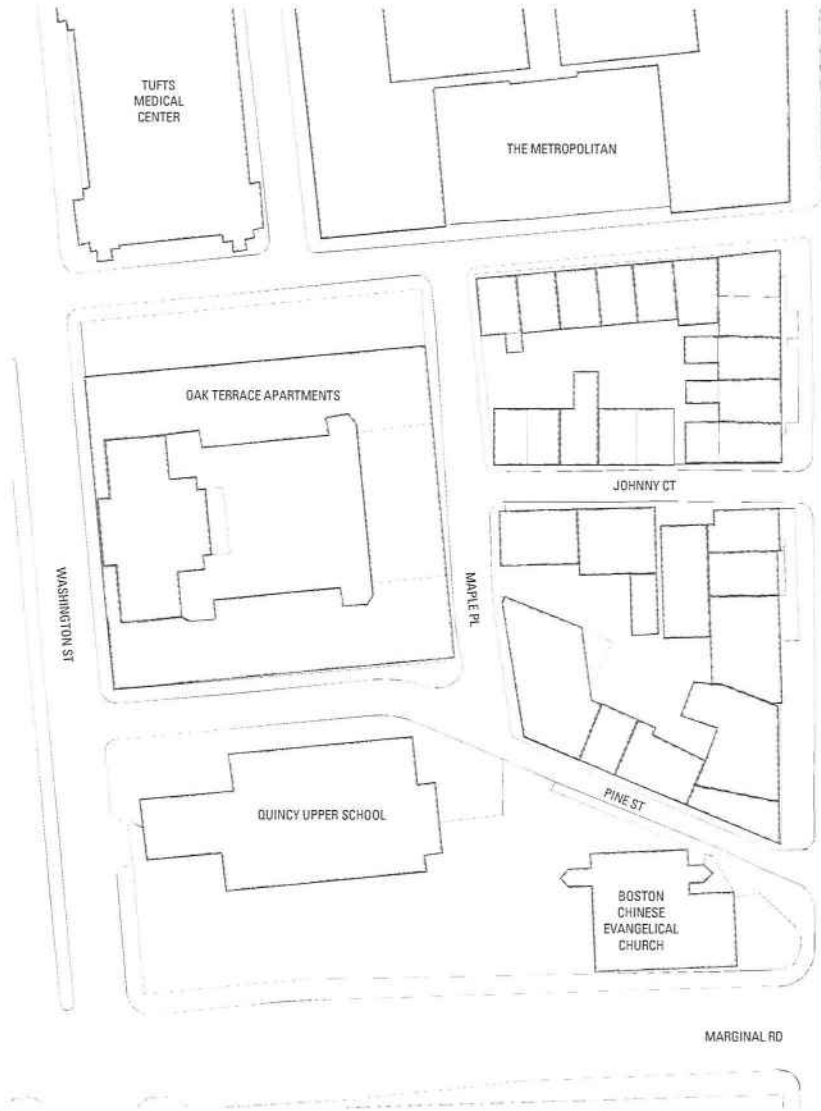 TUFTS
MEDICAL
CENTER
THE METROPOLITAN
OAK TERRACE APARTMENTS
JOHNNY CT
WASHINGTON ST
MAPLE PL
PINE ST
QUINCY UPPER SCHOOL
BOSTON
CHINESE
EVANGELICAL
CHURCH
MARGINAL RD